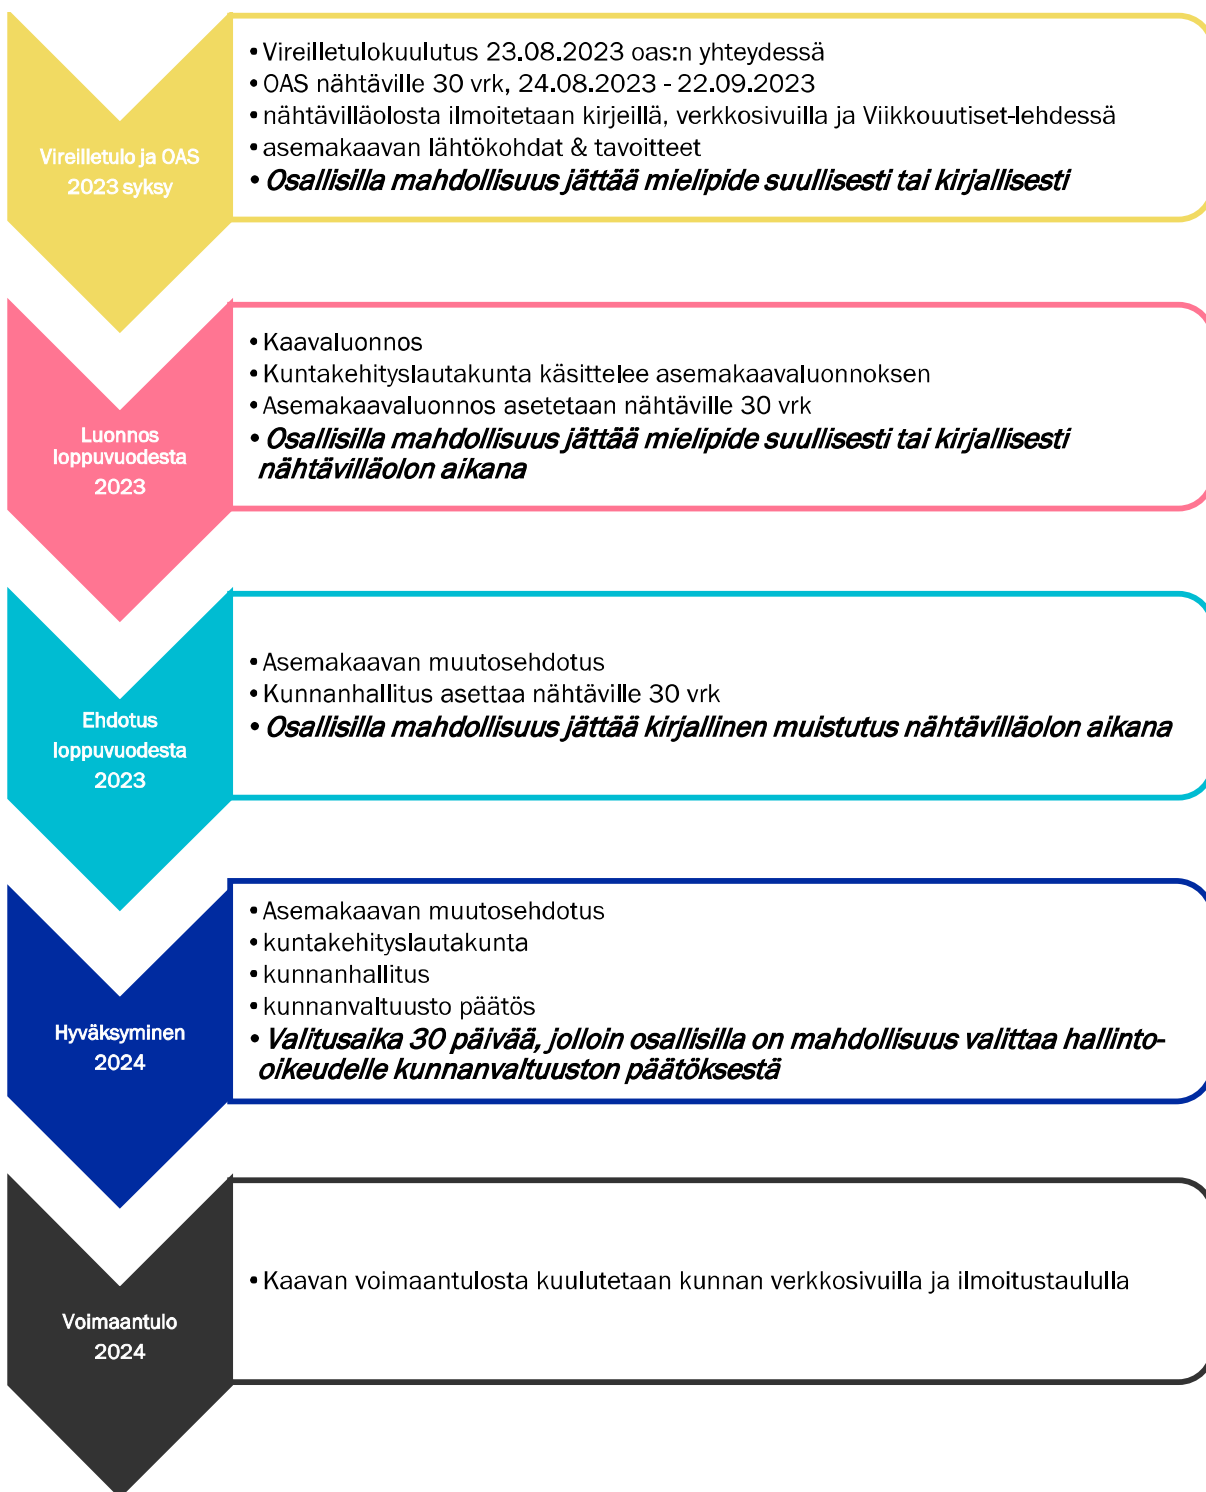 Vireilletulo ja OAS
2023 syksy
• Vireilletulokuulutus 23.08.2023 oas:n yhteydessä
• OAS nähtäville 30 vrk, 24.08.2023 - 22.09.2023
• nähtävilläolosta ilmoitetaan kirjeillä, verkkosivuilla ja Viikkouutiset-lehdessä
• asemakaavan lähtökohdat & tavoitteet
• Osallisilla mahdollisuus jättää mielipide suullisesti tai kirjallisesti
Luonnos
loppuvuodesta
2023
• Kaavaluonnos
• Kuntakehityslautakunta käsittelee asemakaavaluonnoksen
• Asemakaavaluonnos asetetaan nähtäville 30 vrk
• Osallisilla mahdollisuus jättää mielipide suullisesti tai kirjallisesti
nähtävilläolon aikana
Ehdotus
loppuvuodesta
2023
• Asemakaavan muutosehdotus
• Kunnanhallitus asettaa nähtäville 30 vrk
• Osallisilla mahdollisuus jättää kirjallinen muistutus nähtävilläolon aikana
Hyväksyminen
2024
• Asemakaavan muutosehdotus
• kuntakehityslautakunta
• kunnanhallitus
• kunnanvaltuusto päätös
• Valitusaika 30 päivää, jolloin osallisilla on mahdollisuus valittaa hallinto-
oikeudelle kunnanvaltuuston päätöksestä
Voimaantulo
2024
• Kaavan voimaantulosta kuulutetaan kunnan verkkosivuilla ja ilmoitustaululla